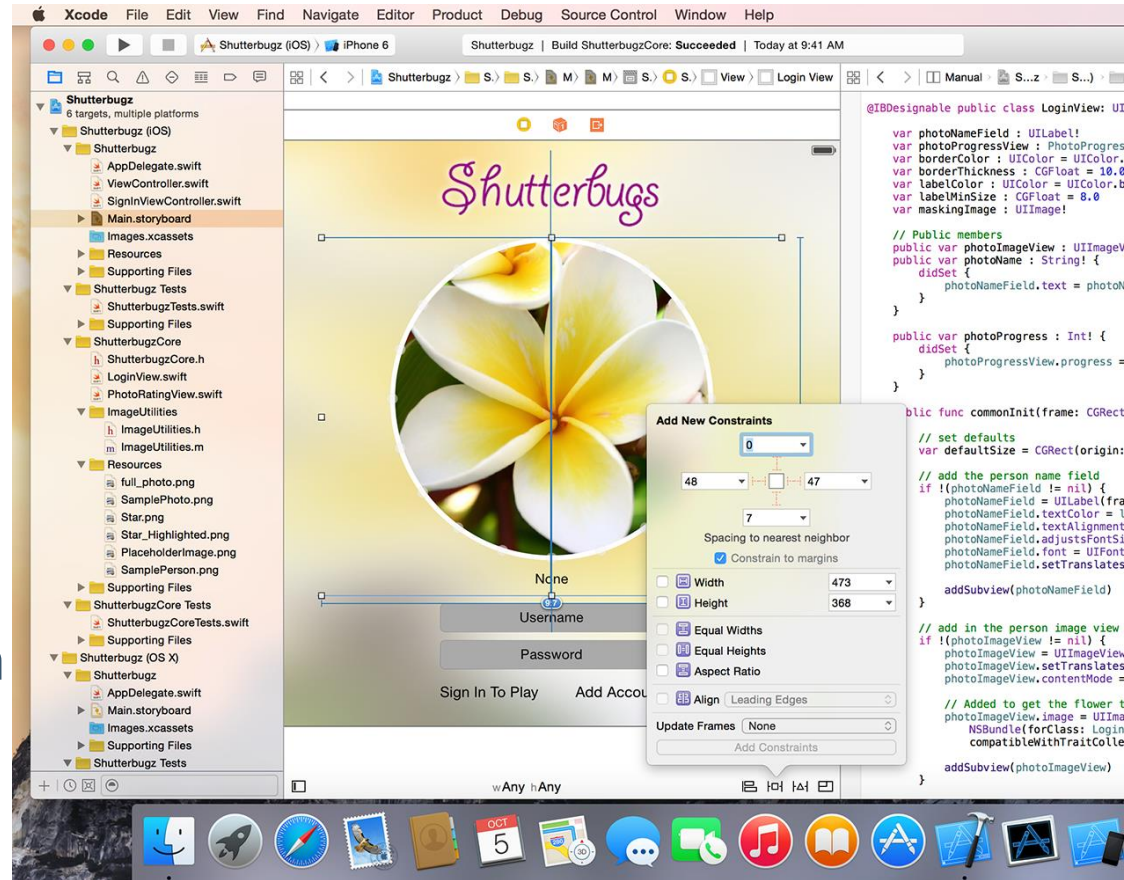 Xcode File Edit View Find Navigate Editor Product Debug Source Control Window Help
Shutterbugz (iOS) iPhone 6
Shutterbugz | Build ShutterbugzCore: Succeeded | Today at 9:41 AM
Shutterbugz S. S. M M S. S. View Login View
Manual S...z S...)
Shutterbugz
6 targets, multiple platforms
Shutterbugz (iOS)
Shutterbugz
AppDelegate.swift
ViewController.swift
SignInViewController.swift
Main.storyboard
Images.xcassets
Resources
Supporting Files
Shutterbugz Tests
ShutterbugzTests.swift
Supporting Files
ShutterbugzCore
ShutterbugzCore.h
LoginView.swift
PhotoRatingView.swift
ImageUtilities
ImageUtilities.h
ImageUtilities.m
Resources
full_photo.png
SamplePhoto.png
Star.png
Star_Highlighted.png
PlaceholderImage.png
SamplePerson.png
Supporting Files
ShutterbugzCore Tests
ShutterbugzCoreTests.swift
Supporting Files
Shutterbugz (OS X)
Shutterbugz
AppDelegate.swift
Main.storyboard
Images.xcassets
Supporting Files
Shutterbugz Tests
Shutterbugs
None
97
Username
Password
Sign In To Play Add Accou
wAny hAny
Add New Constraints
0
48 47
7
Spacing to nearest neighbor
Constrain to margins
Width 473
Height 368
Equal Widths
Equal Heights
Aspect Ratio
Align Leading Edges
Update Frames None
Add Constraints
@IBDesignable public class LoginView: UI
var photoNameField : UILabel!
var photoProgressView : PhotoProgres
var borderColor : UIColor = UIColor.
var borderThickness : CGFloat = 10.0
var labelColor : UIColor = UIColor.b
var labelMinSize : CGFloat = 8.0
var maskingImage : UIImage!
// Public members
public var photoImageView : UIImageV
public var photoName : String! {
didSet {
photoNameField.text = photoN
}
}
public var photoProgress : Int! {
didSet {
photoProgressView.progress =
}
}
blic func commonInit(frame: CGRect
// set defaults
var defaultSize = CGRect(origin:
// add the person name field
if !(photoNameField != nil) {
photoNameField = UILabel(fra
photoNameField.textColor = l
photoNameField.textAlignment
photoNameField.adjustsFontSi
photoNameField.font = UIFont
photoNameField.setTranslates
addSubview(photoNameField)
}
// add in the person image view
if !(photoImageView != nil) {
photoImageView = UIImageView
photoImageView.setTranslates
photoImageView.contentMode =
// Added to get the flower t
photoImageView.image = UIIma
NSBundle(forClass: Login
compatibleWithTraitColle
addSubview(photoImageView)
}
OCT
5
3D